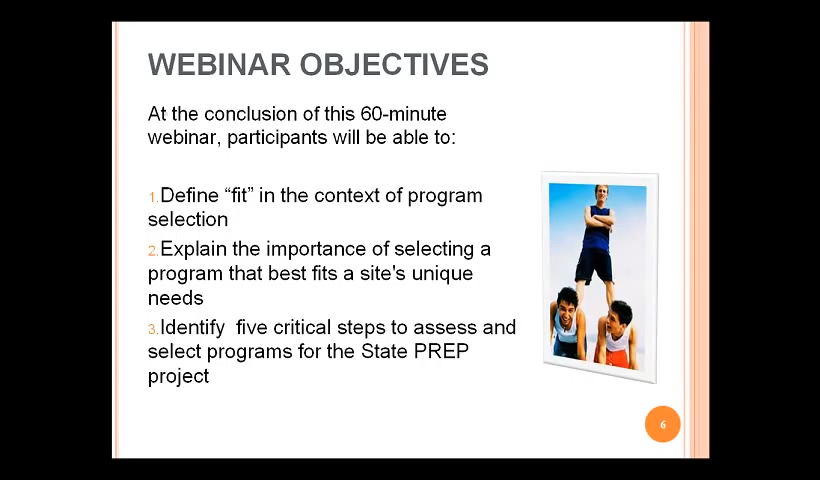 WEBINAR OBJECTIVES
At the conclusion of this 60-minute
webinar, participants will be able to:
1.Define “fit” in the context of program
selection
2.Explain the importance of selecting a
program that best fits a site's unique
needs
3.Identify  five critical steps to assess and
select programs for the State PREP
project
6